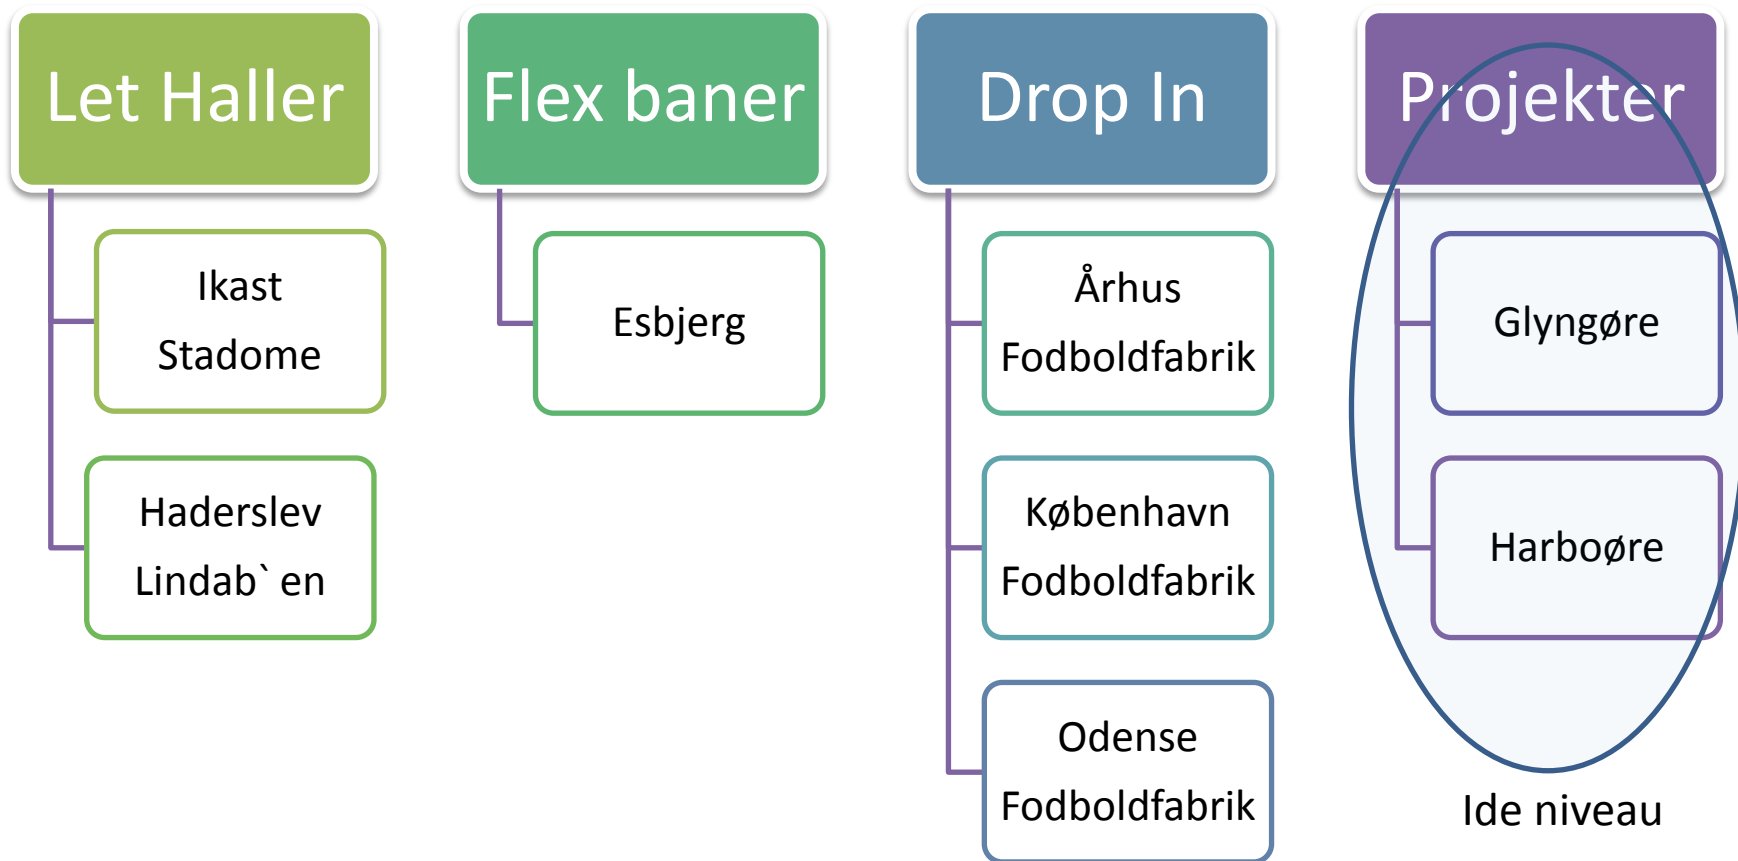 Let Haller
Ikast
Stadome
Haderslev
Lindab` en
Flex baner
Esbjerg
Drop In
Århus
Fodboldfabrik
København
Fodboldfabrik
Odense
Fodboldfabrik
Projekter
Glyngøre
Harboøre
Ide niveau